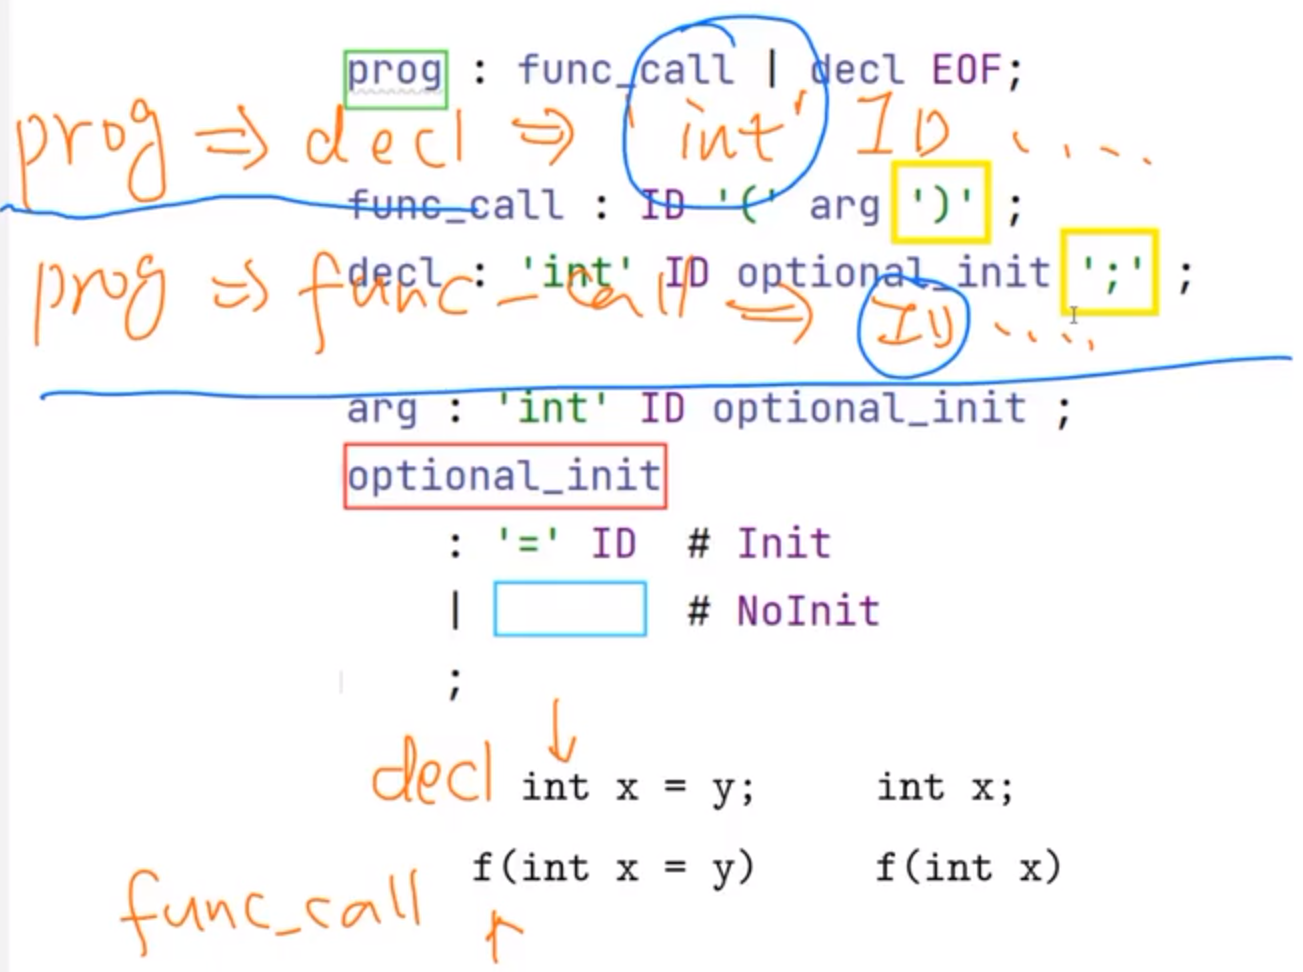 prog : func_call | decl EOF;
prog ⇒ decl ⇒ 'int' ID ....
func_call : ID '(' arg ')' ;
decl : 'int' ID optional_init ';' ;
prog ⇒ func_call ⇒ ID ....
arg : 'int' ID optional_init ;
optional_init
: '=' ID # Init
| # NoInit
;
decl int x = y; int x;
f(int x = y) f(int x)
func_call